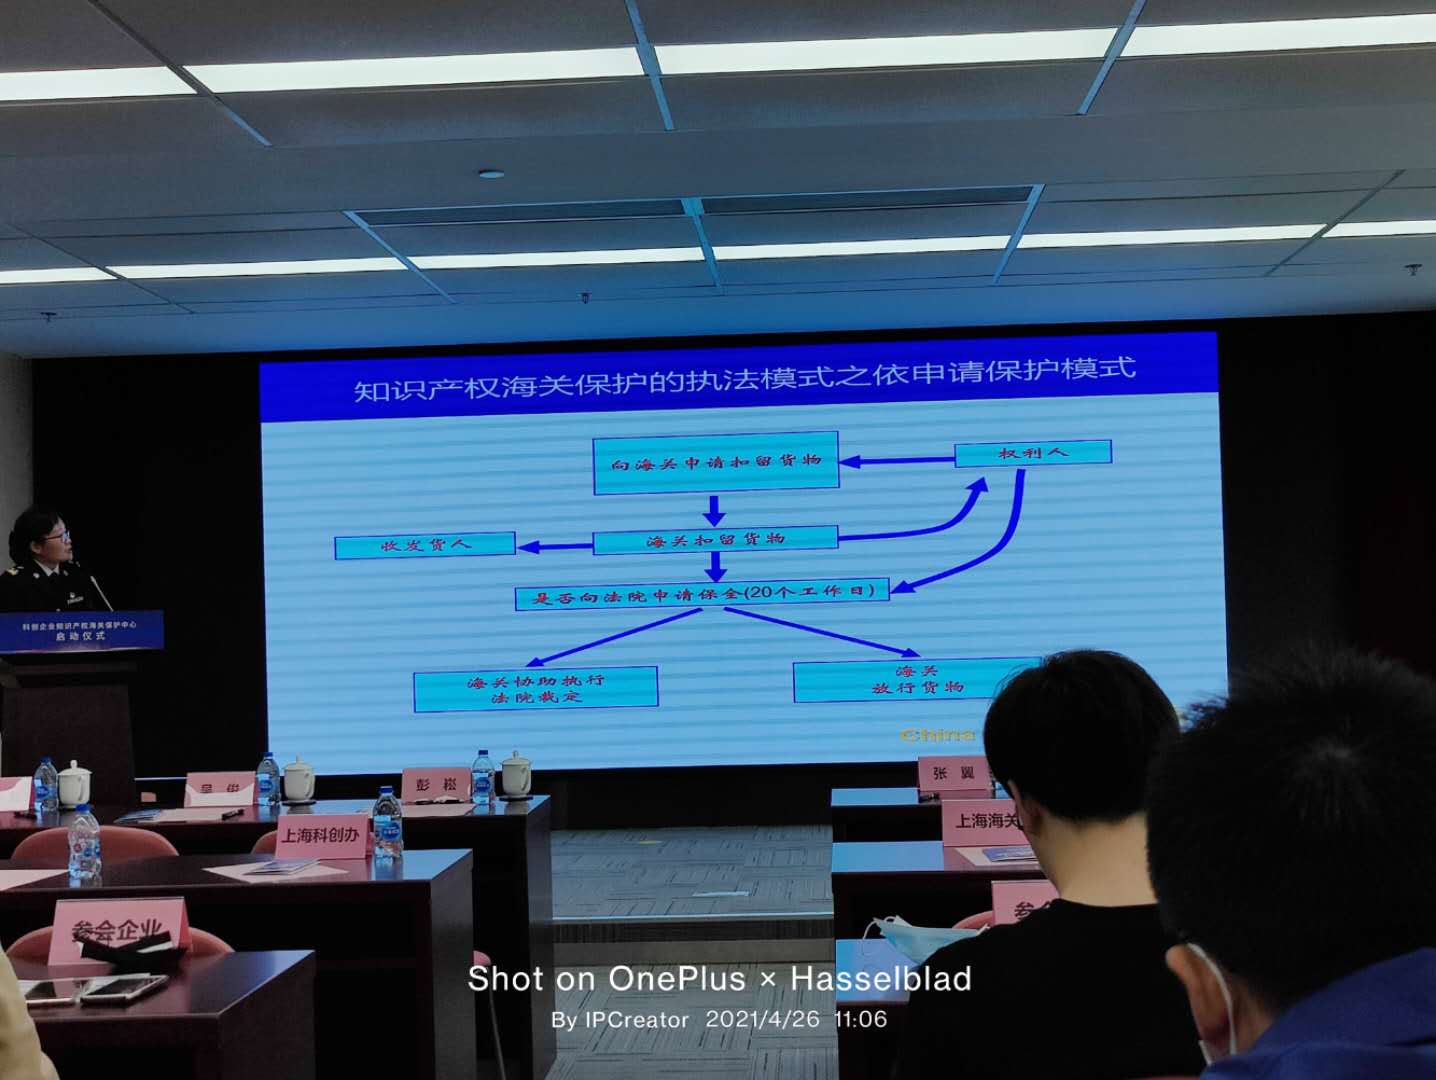 知识产权海关保护的执法模式之依申请保护模式
向海关申请扣留货物
权利人
收发货人
海关扣留货物
是否向法院申请保全(20个工作日)
海关协助执行
法院裁定
海关
放行货物
China
科创企业知识产权海关保护中心
启动仪式
吴俊
彭崧
张翼
上海科创办
上海海关
参会企业
参
Shot on OnePlus × Hasselblad
By IPCreator 2021/4/26 11:06